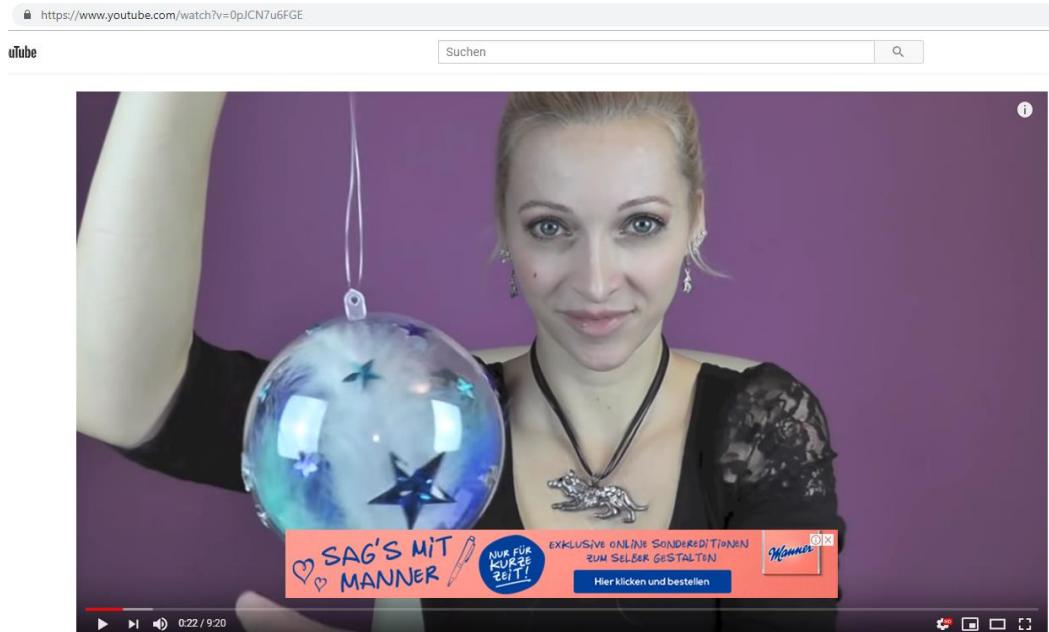 https://www.youtube.com/watch?v=0pJCN7u6FGE
uTube
Suchen
SAG'S MiT
MANNER
NUR FÜR
KURZE
ZEiT!
EXKLUSiVE ONLiNE SONDEREDiTiONEN
ZUM SELBER GESTALTEN
Hier klicken und bestellen
Manner
0:22 / 9:20
HD